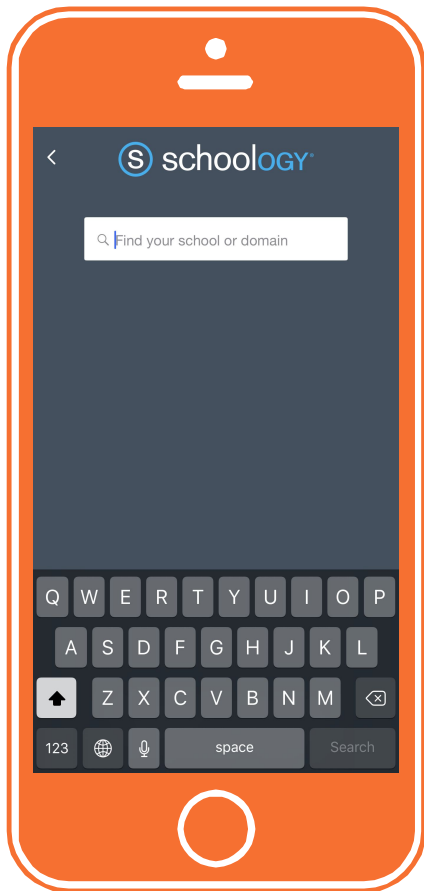 S schoology®
Find your school or domain
Q W E R T Y U I O P
A S D F G H J K L
Z X C V B N M
123 space Search